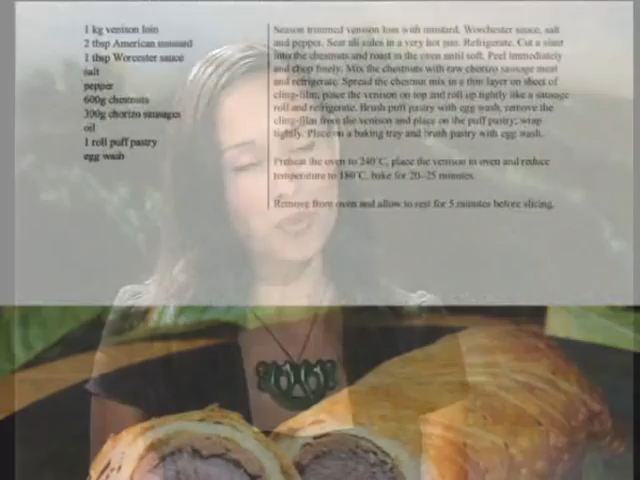 1 kg venison loin
2 tbsp American mustard
1 tbsp Worcester sauce
salt
pepper
600g chestnuts
300g chorizo sausages
oil
1 roll puff pastry
egg wash
Season trimmed venison loin with mustard, Worchester sauce, salt
and pepper. Sear all sides in a very hot pan. Refrigerate. Cut a slant
into the chestnuts and roast in the oven until soft. Peel immediately
and chop finely. Mix the chestnuts with raw chorizo sausage meat
and refrigerate. Spread the chestnut mix in a thin layer on sheet of
cling-film, place the venison on top and roll up tightly like a sausage
roll and refrigerate. Brush puff pastry with egg wash, remove the
cling-film from the venison and place on the puff pastry; wrap
tightly. Place on a baking tray and brush pastry with egg wash.
Preheat the oven to 240°C, place the venison in oven and reduce
temperature to 180°C, bake for 20–25 minutes.
Remove from oven and allow to rest for 5 minutes before slicing.